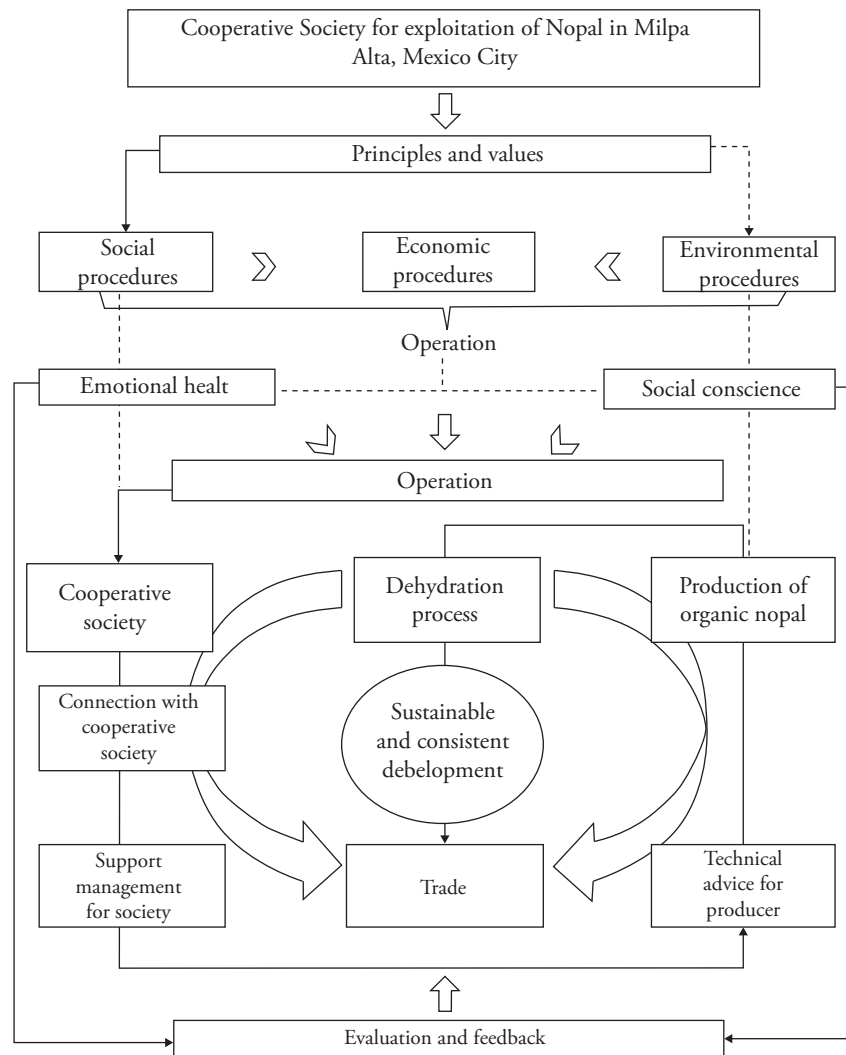 Cooperative Society for exploitation of Nopal in Milpa
Alta, Mexico City
Principles and values
Social
procedures
Economic
procedures
Environmental
procedures
Operation
Emotional healt
Social conscience
Operation
Cooperative
society
Dehydration
process
Production of
organic nopal
Connection with
cooperative
society
Sustainable
and consistent
debelopment
Support
management
for society
Trade
Technical
advice for
producer
Evaluation and feedback